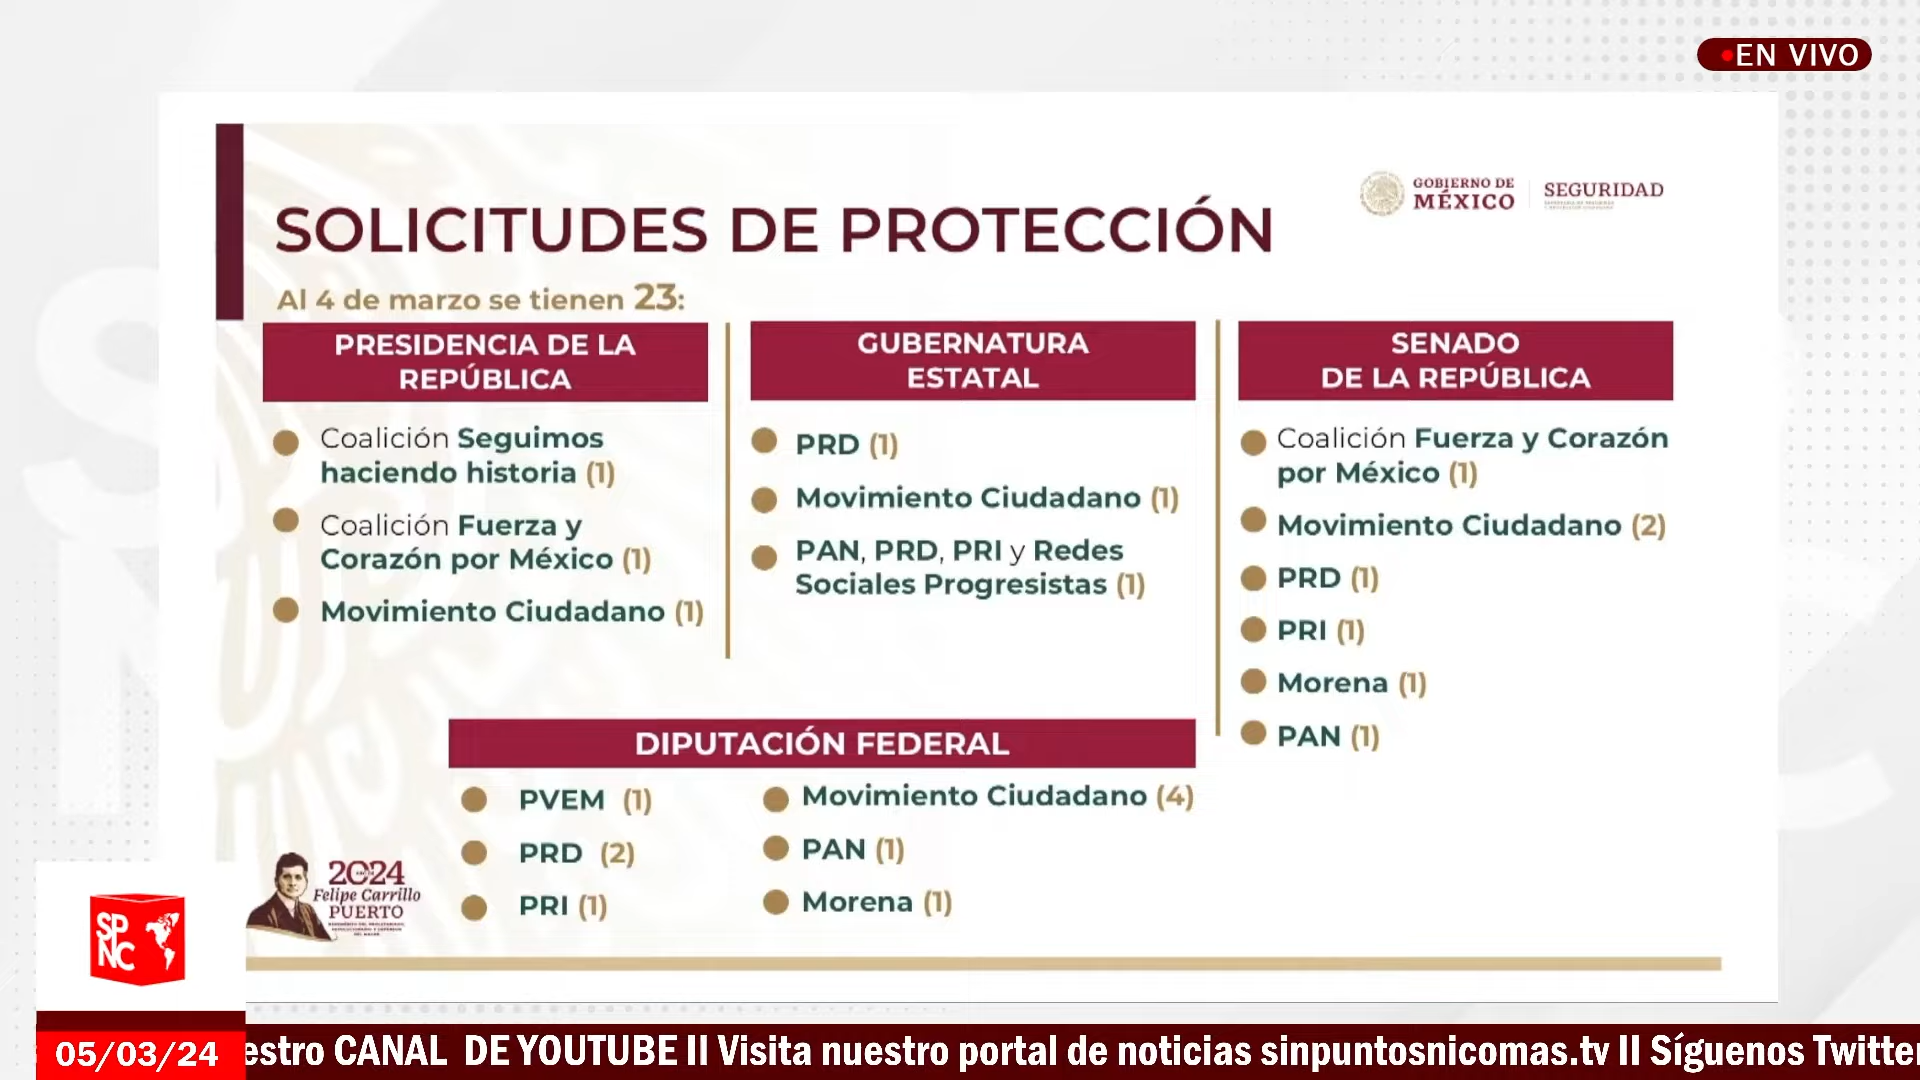 •EN VIVO
GOBIERNO DE
MÉXICO
SEGURIDAD
SOLICITUDES DE PROTECCIÓN
Al 4 de marzo se tienen 23:
PRESIDENCIA DE LA
REPÚBLICA
Coalición Seguimos
haciendo historia (1)
Coalición Fuerza y
Corazón por México (1)
Movimiento Ciudadano (1)
GUBERNATURA
ESTATAL
PRD (1)
Movimiento Ciudadano (1)
PAN, PRD, PRI y Redes
Sociales Progresistas (1)
SENADO
DE LA REPÚBLICA
Coalición Fuerza y Corazón
por México (1)
Movimiento Ciudadano (2)
PRD (1)
PRI (1)
Morena (1)
PAN (1)
DIPUTACIÓN FEDERAL
PVEM (1)
PRD (2)
PRI (1)
Movimiento Ciudadano (4)
PAN (1)
Morena (1)
2024
Felipe Carrillo
PUERTO
SP
NC
05/03/24
estro CANAL DE YOUTUBE II Visita nuestro portal de noticias sinpuntosnicomas.tv II Síguenos Twitter